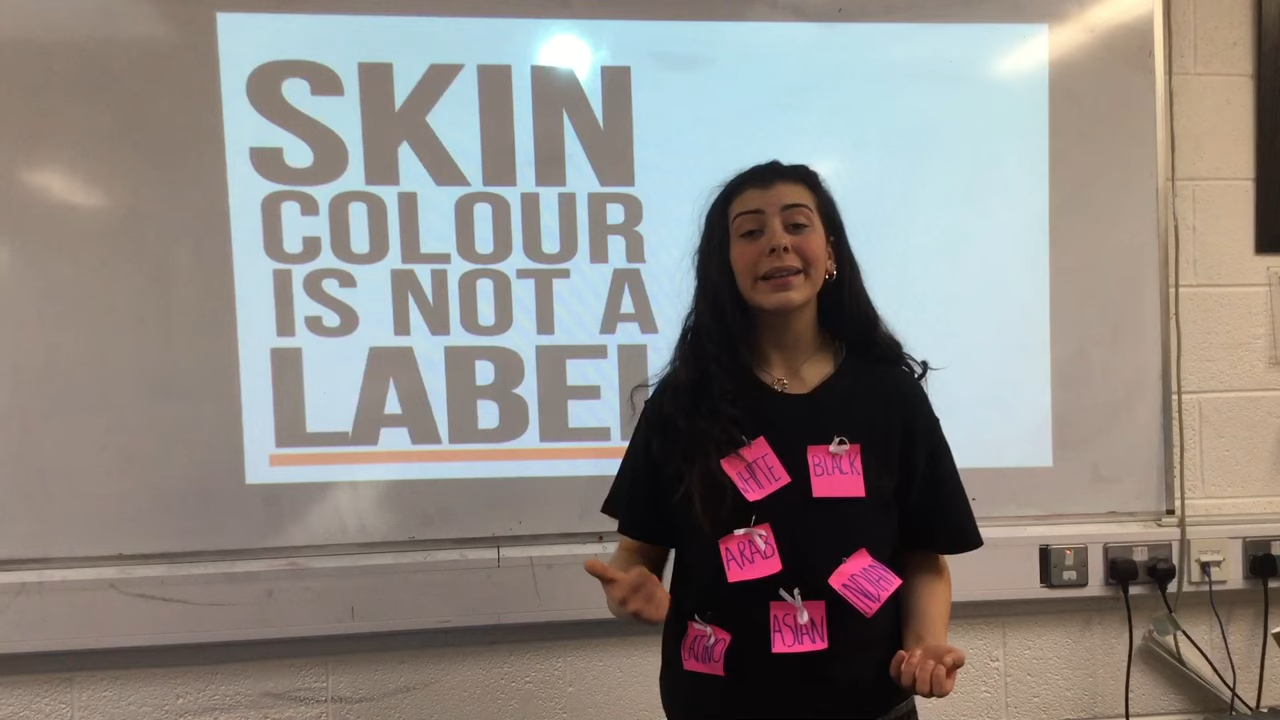 SKIN
COLOUR
IS NOT A
LABEL
WHITE
BLACK
ARAB
INDIAN
ASIAN
LATINO